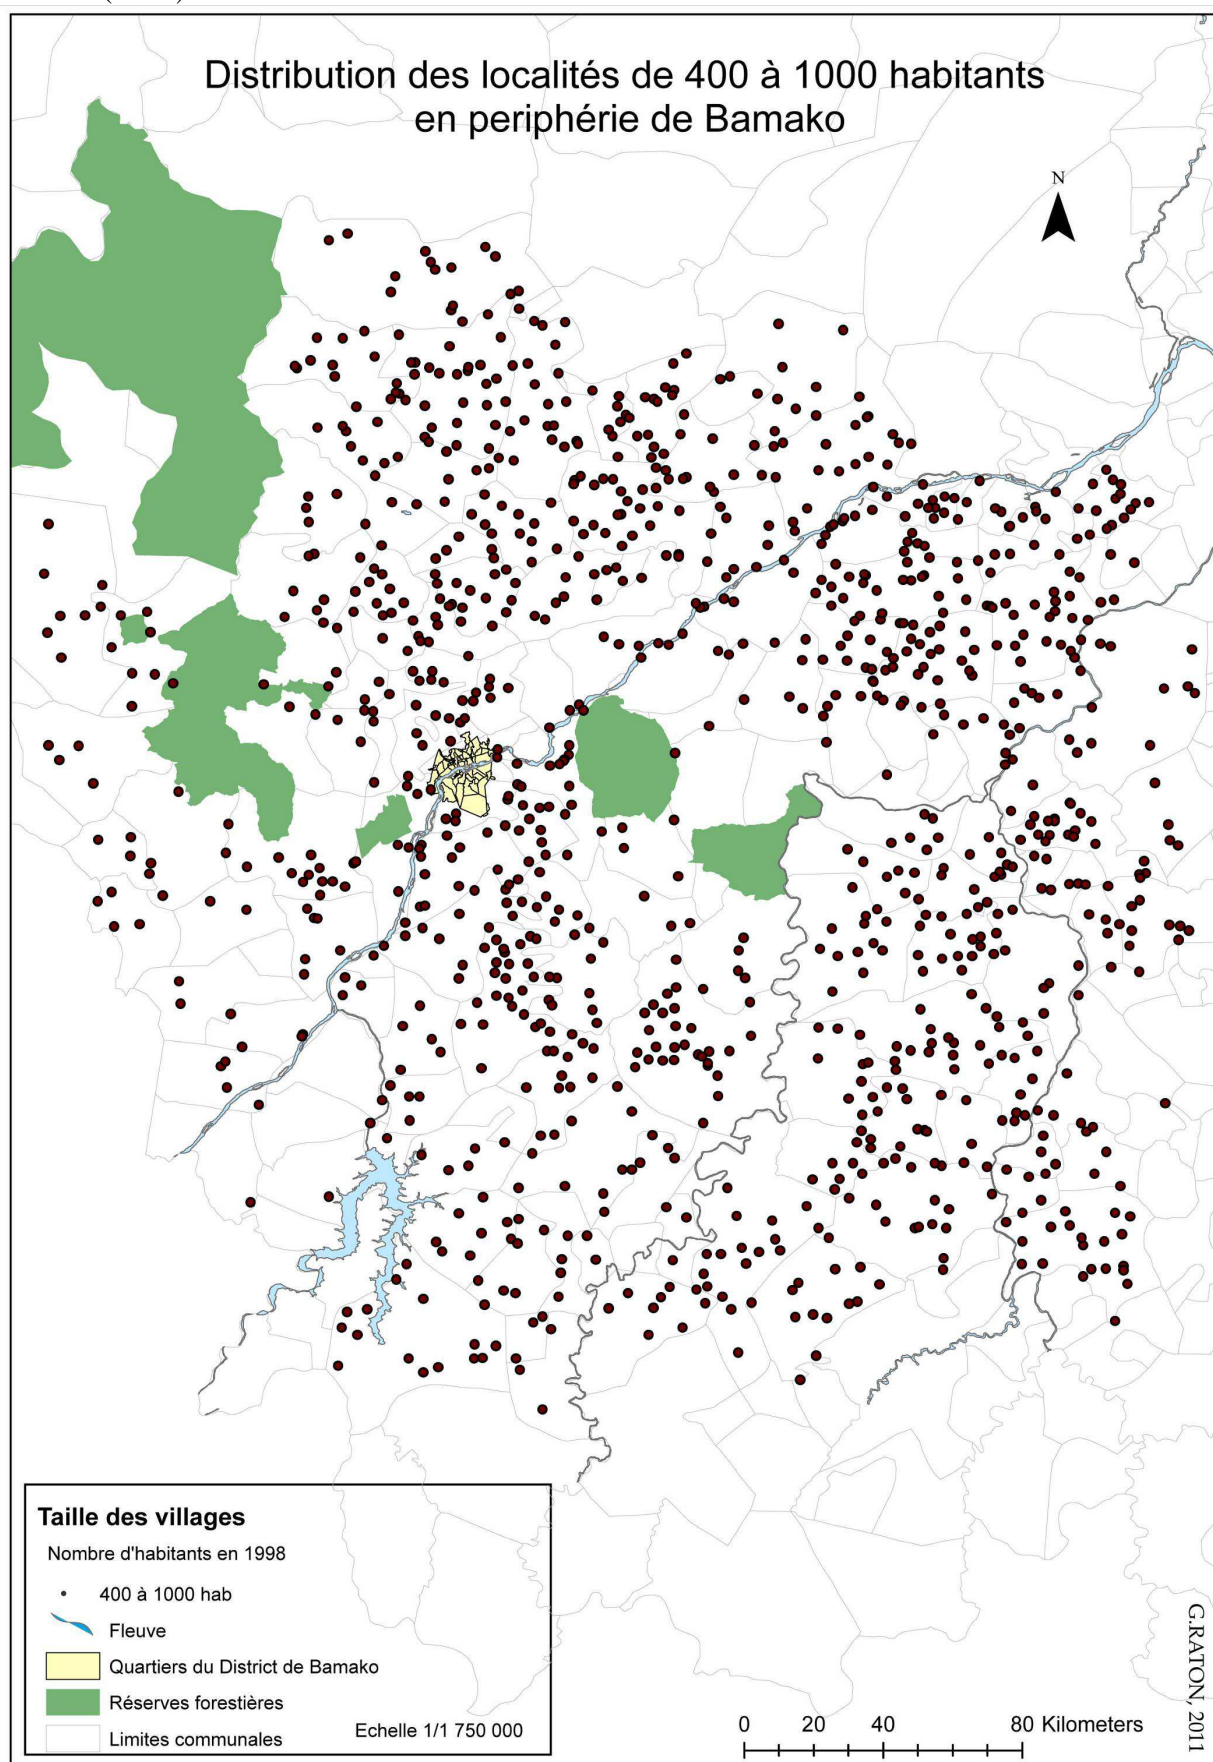 Distribution des localités de 400 à 1000 habitants
en periphérie de Bamako
N
Taille des villages
Nombre d'habitants en 1998
400 à 1000 hab
Fleuve
Quartiers du District de Bamako
Réserves forestières
Limites communales
Echelle 1/1 750 000
0 20 40 80 Kilometers
G.RATON, 2011